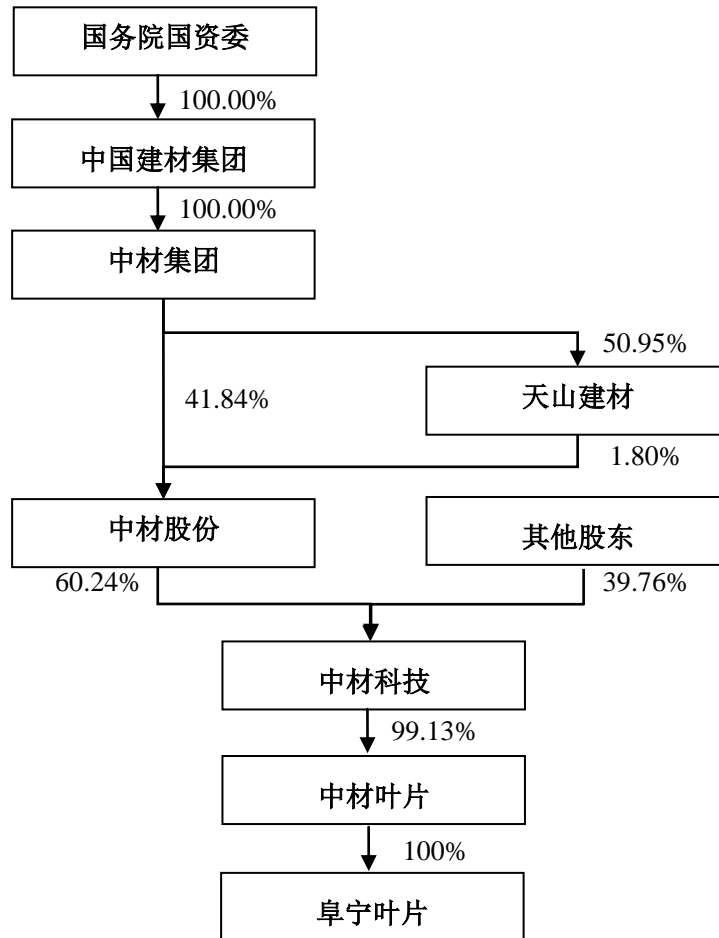 国务院国资委
100.00%
中国建材集团
100.00%
中材集团
50.95%
41.84%
天山建材
1.80%
中材股份
其他股东
60.24%
39.76%
中材科技
99.13%
中材叶片
100%
阜宁叶片